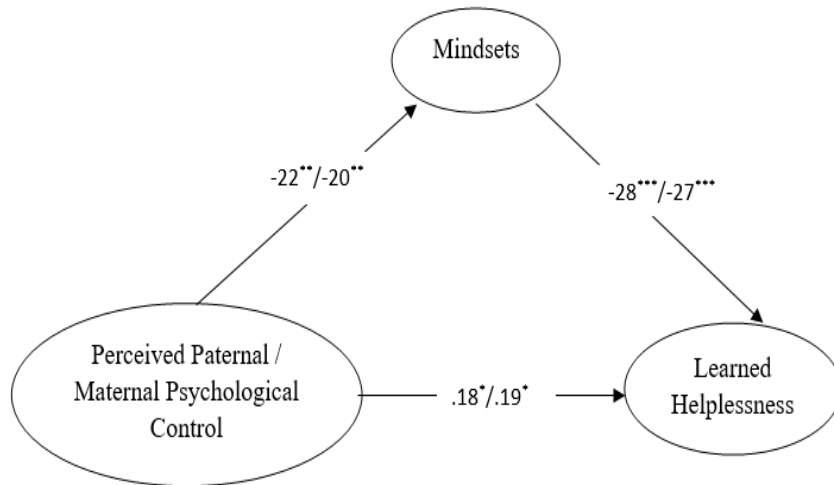 Mindsets
-22**/-20**
-28***/-27***
Perceived Paternal /
Maternal Psychological
Control
.18*/.19*
Learned
Helplessness